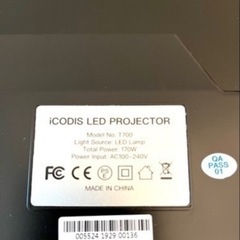 iCODIS LED PROJECTOR
Model No.: T700
Light Source: LED Lamp
Total Power: 170W
Power Input: AC100-240V
MADE IN CHINA
QA
PASS
01
005524 1929 00136